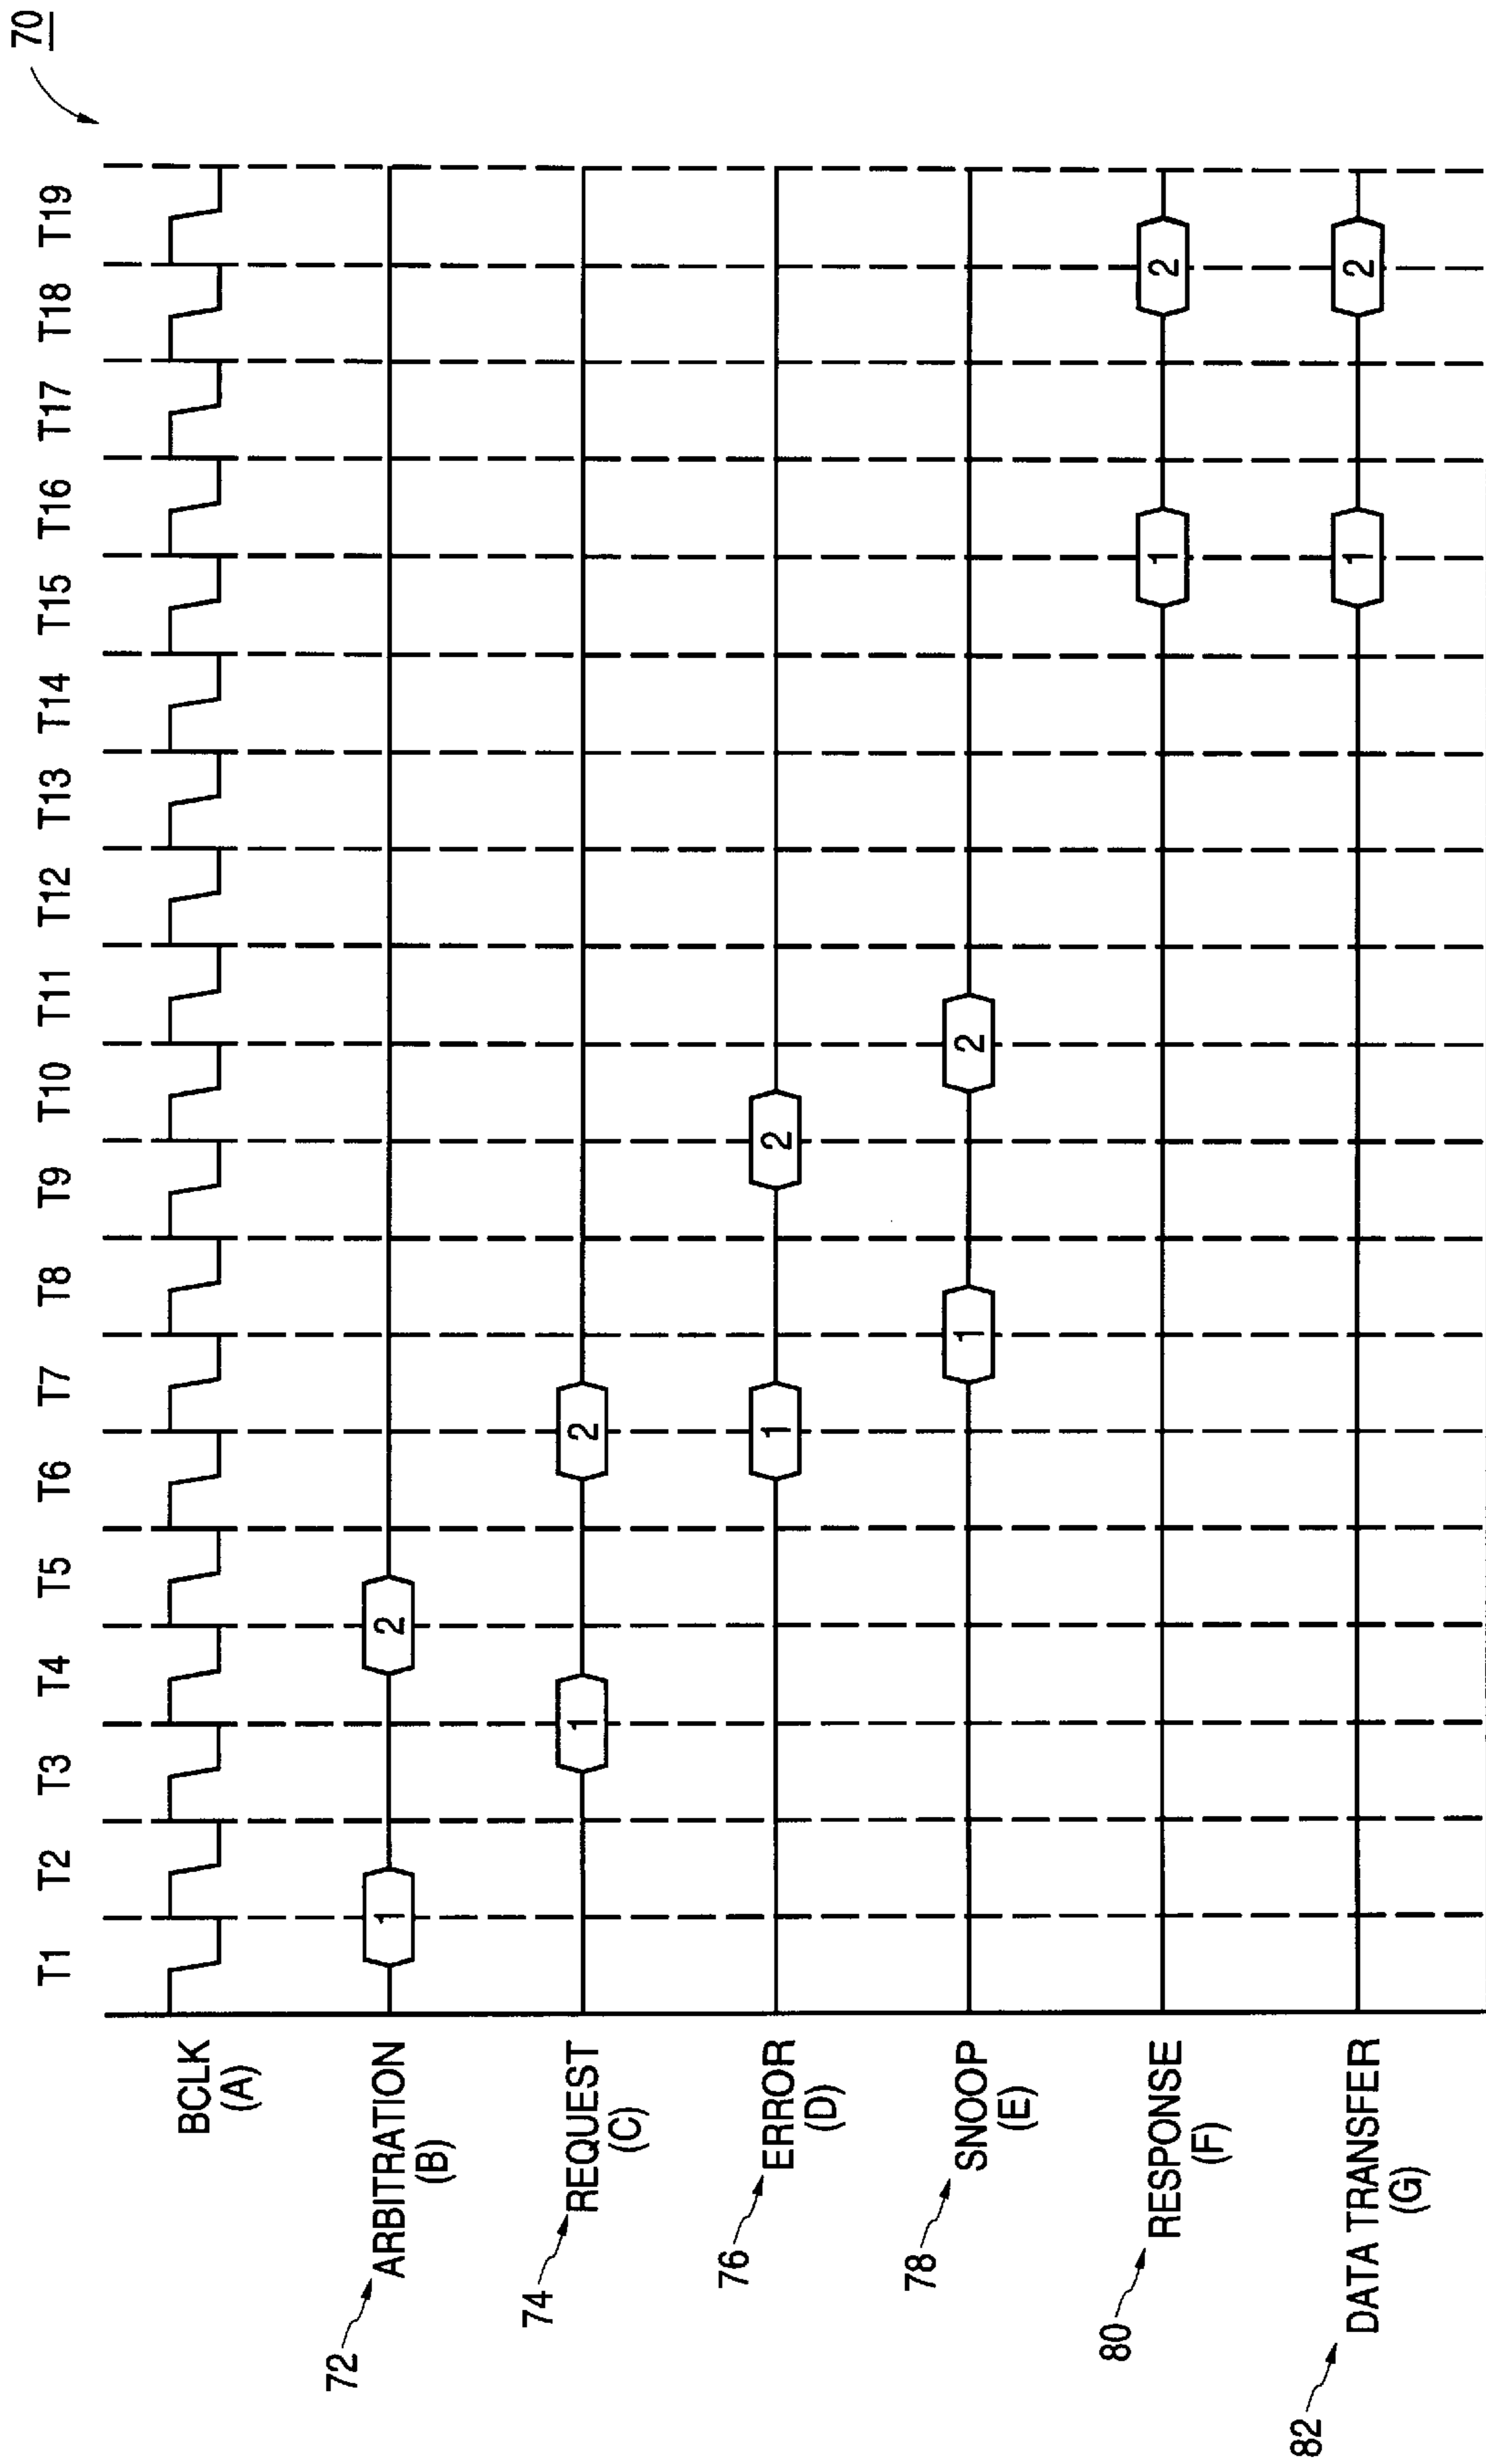 70
T1 T2 T3 T4 T5 T6 T7 T8 T9 T10 T11 T12 T13 T14 T15 T16 T17 T18 T19
BCLK
(A)
72 ARBITRATION 1 2
(B)
74 REQUEST 1 2
(C)
76 ERROR 1 2
(D)
78 SNOOP 1 2
(E)
80 RESPONSE 1 2
(F)
82 DATA TRANSFER 1 2
(G)